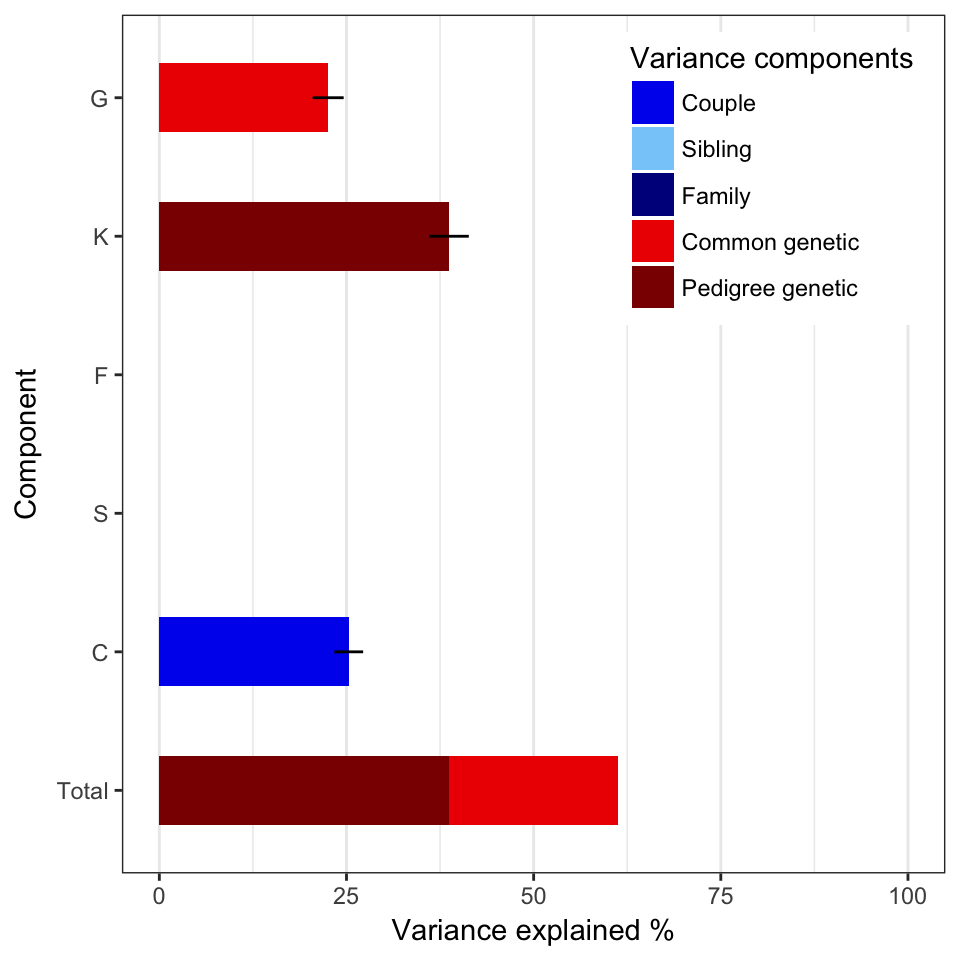 Variance components
Couple
Sibling
Family
Common genetic
Pedigree genetic
Component
G
K
F
S
C
Total
0 25 50 75 100
Variance explained %